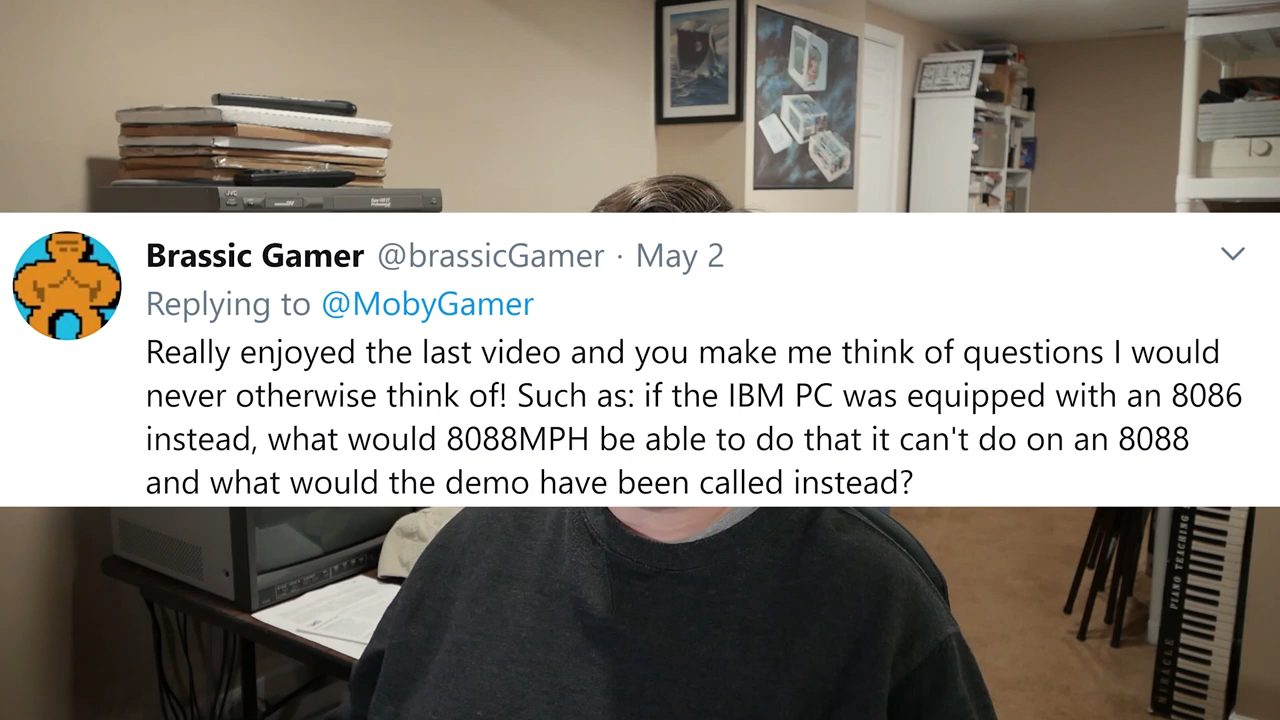 JVC
Brassic Gamer @brassicGamer · May 2
Replying to @MobyGamer
Really enjoyed the last video and you make me think of questions I would
never otherwise think of! Such as: if the IBM PC was equipped with an 8086
instead, what would 8088MPH be able to do that it can't do on an 8088
and what would the demo have been called instead?
MIRACLE PIANO TEACHING